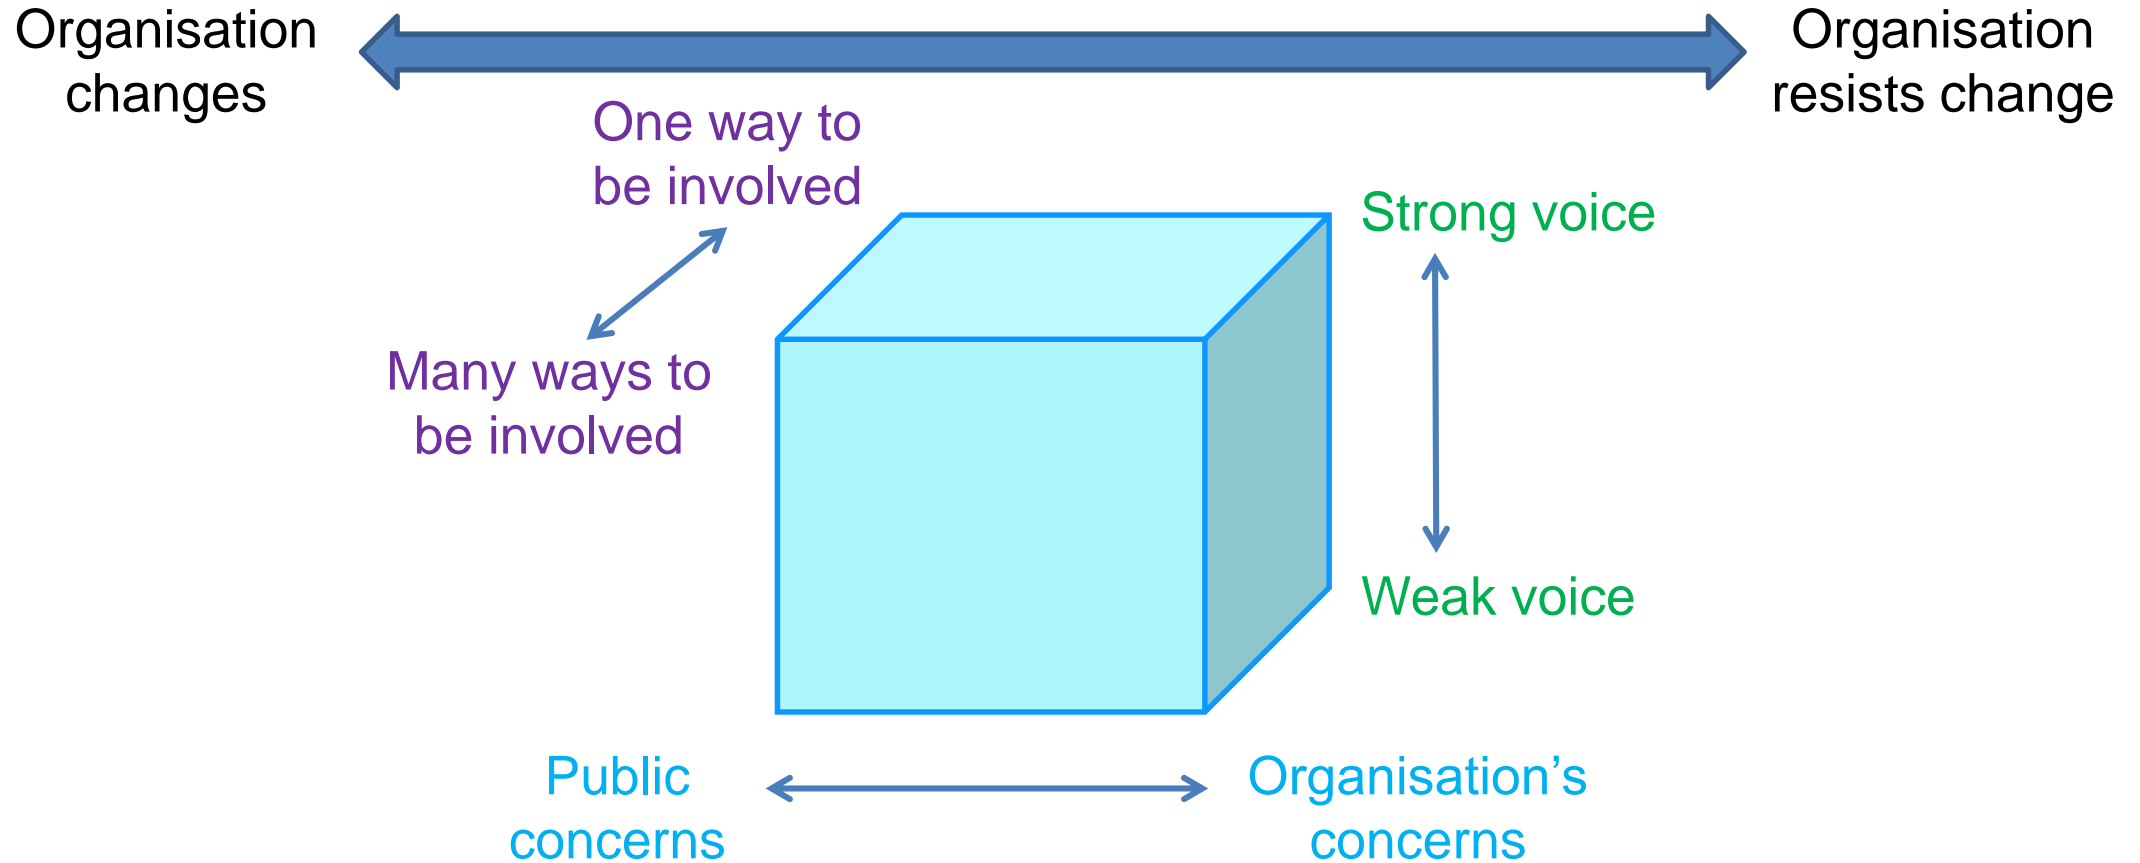 Organisation
changes
Organisation
resists change
One way to
be involved
Many ways to
be involved
Strong voice
Weak voice
Public
concerns
Organisation’s
concerns